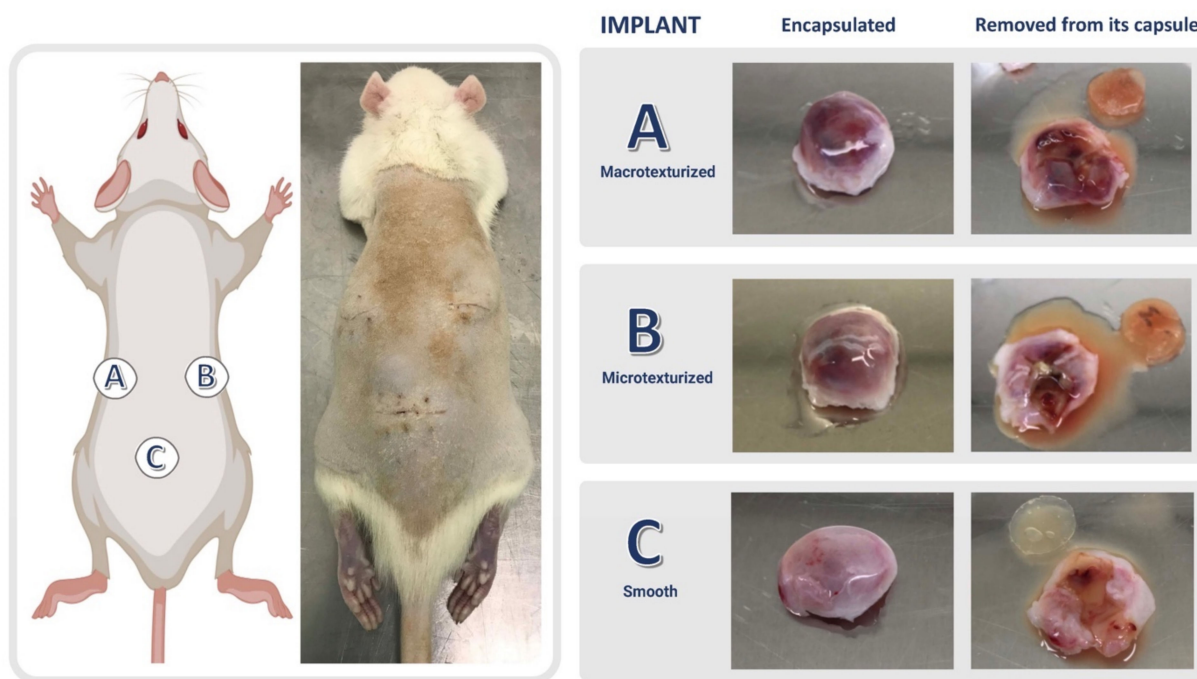 IMPLANT Encapsulated Removed from its capsule
A
Macrotexturized
A B
B
Microtexturized
C
C
Smooth